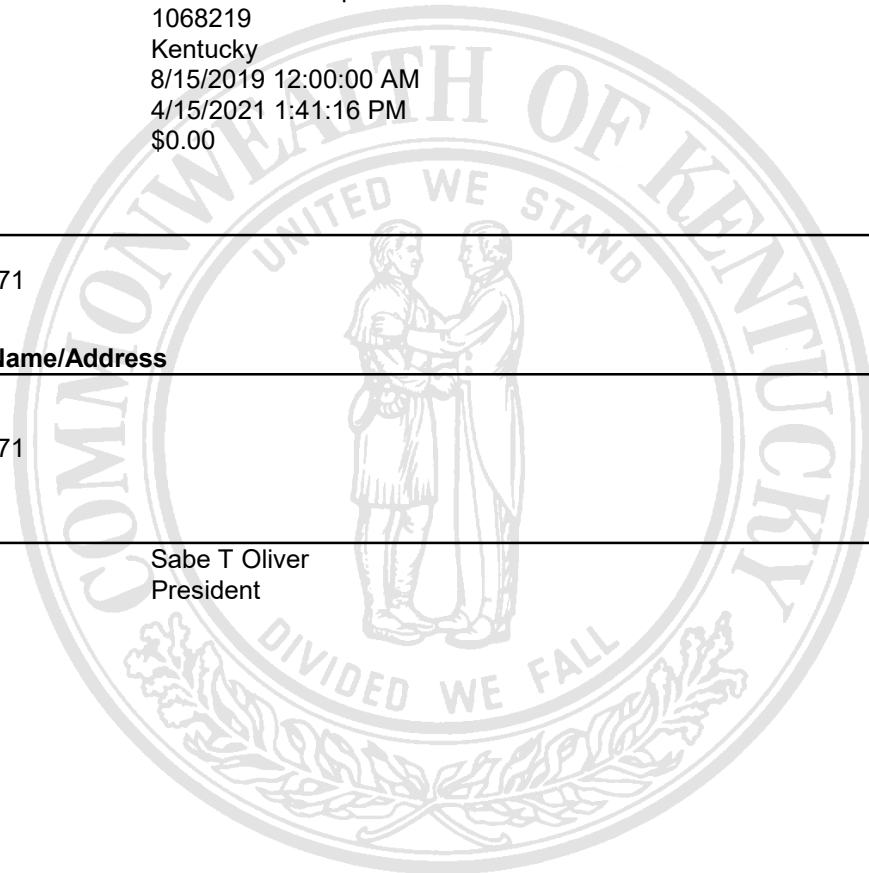 1068219
Kentucky
8/15/2019 12:00:00 AM
4/15/2021 1:41:16 PM
$0.00
71
Name/Address
71
Sabe T Oliver
President
COMMONWEALTH OF KENTUCKY
UNITED WE STAND
DIVIDED WE FALL